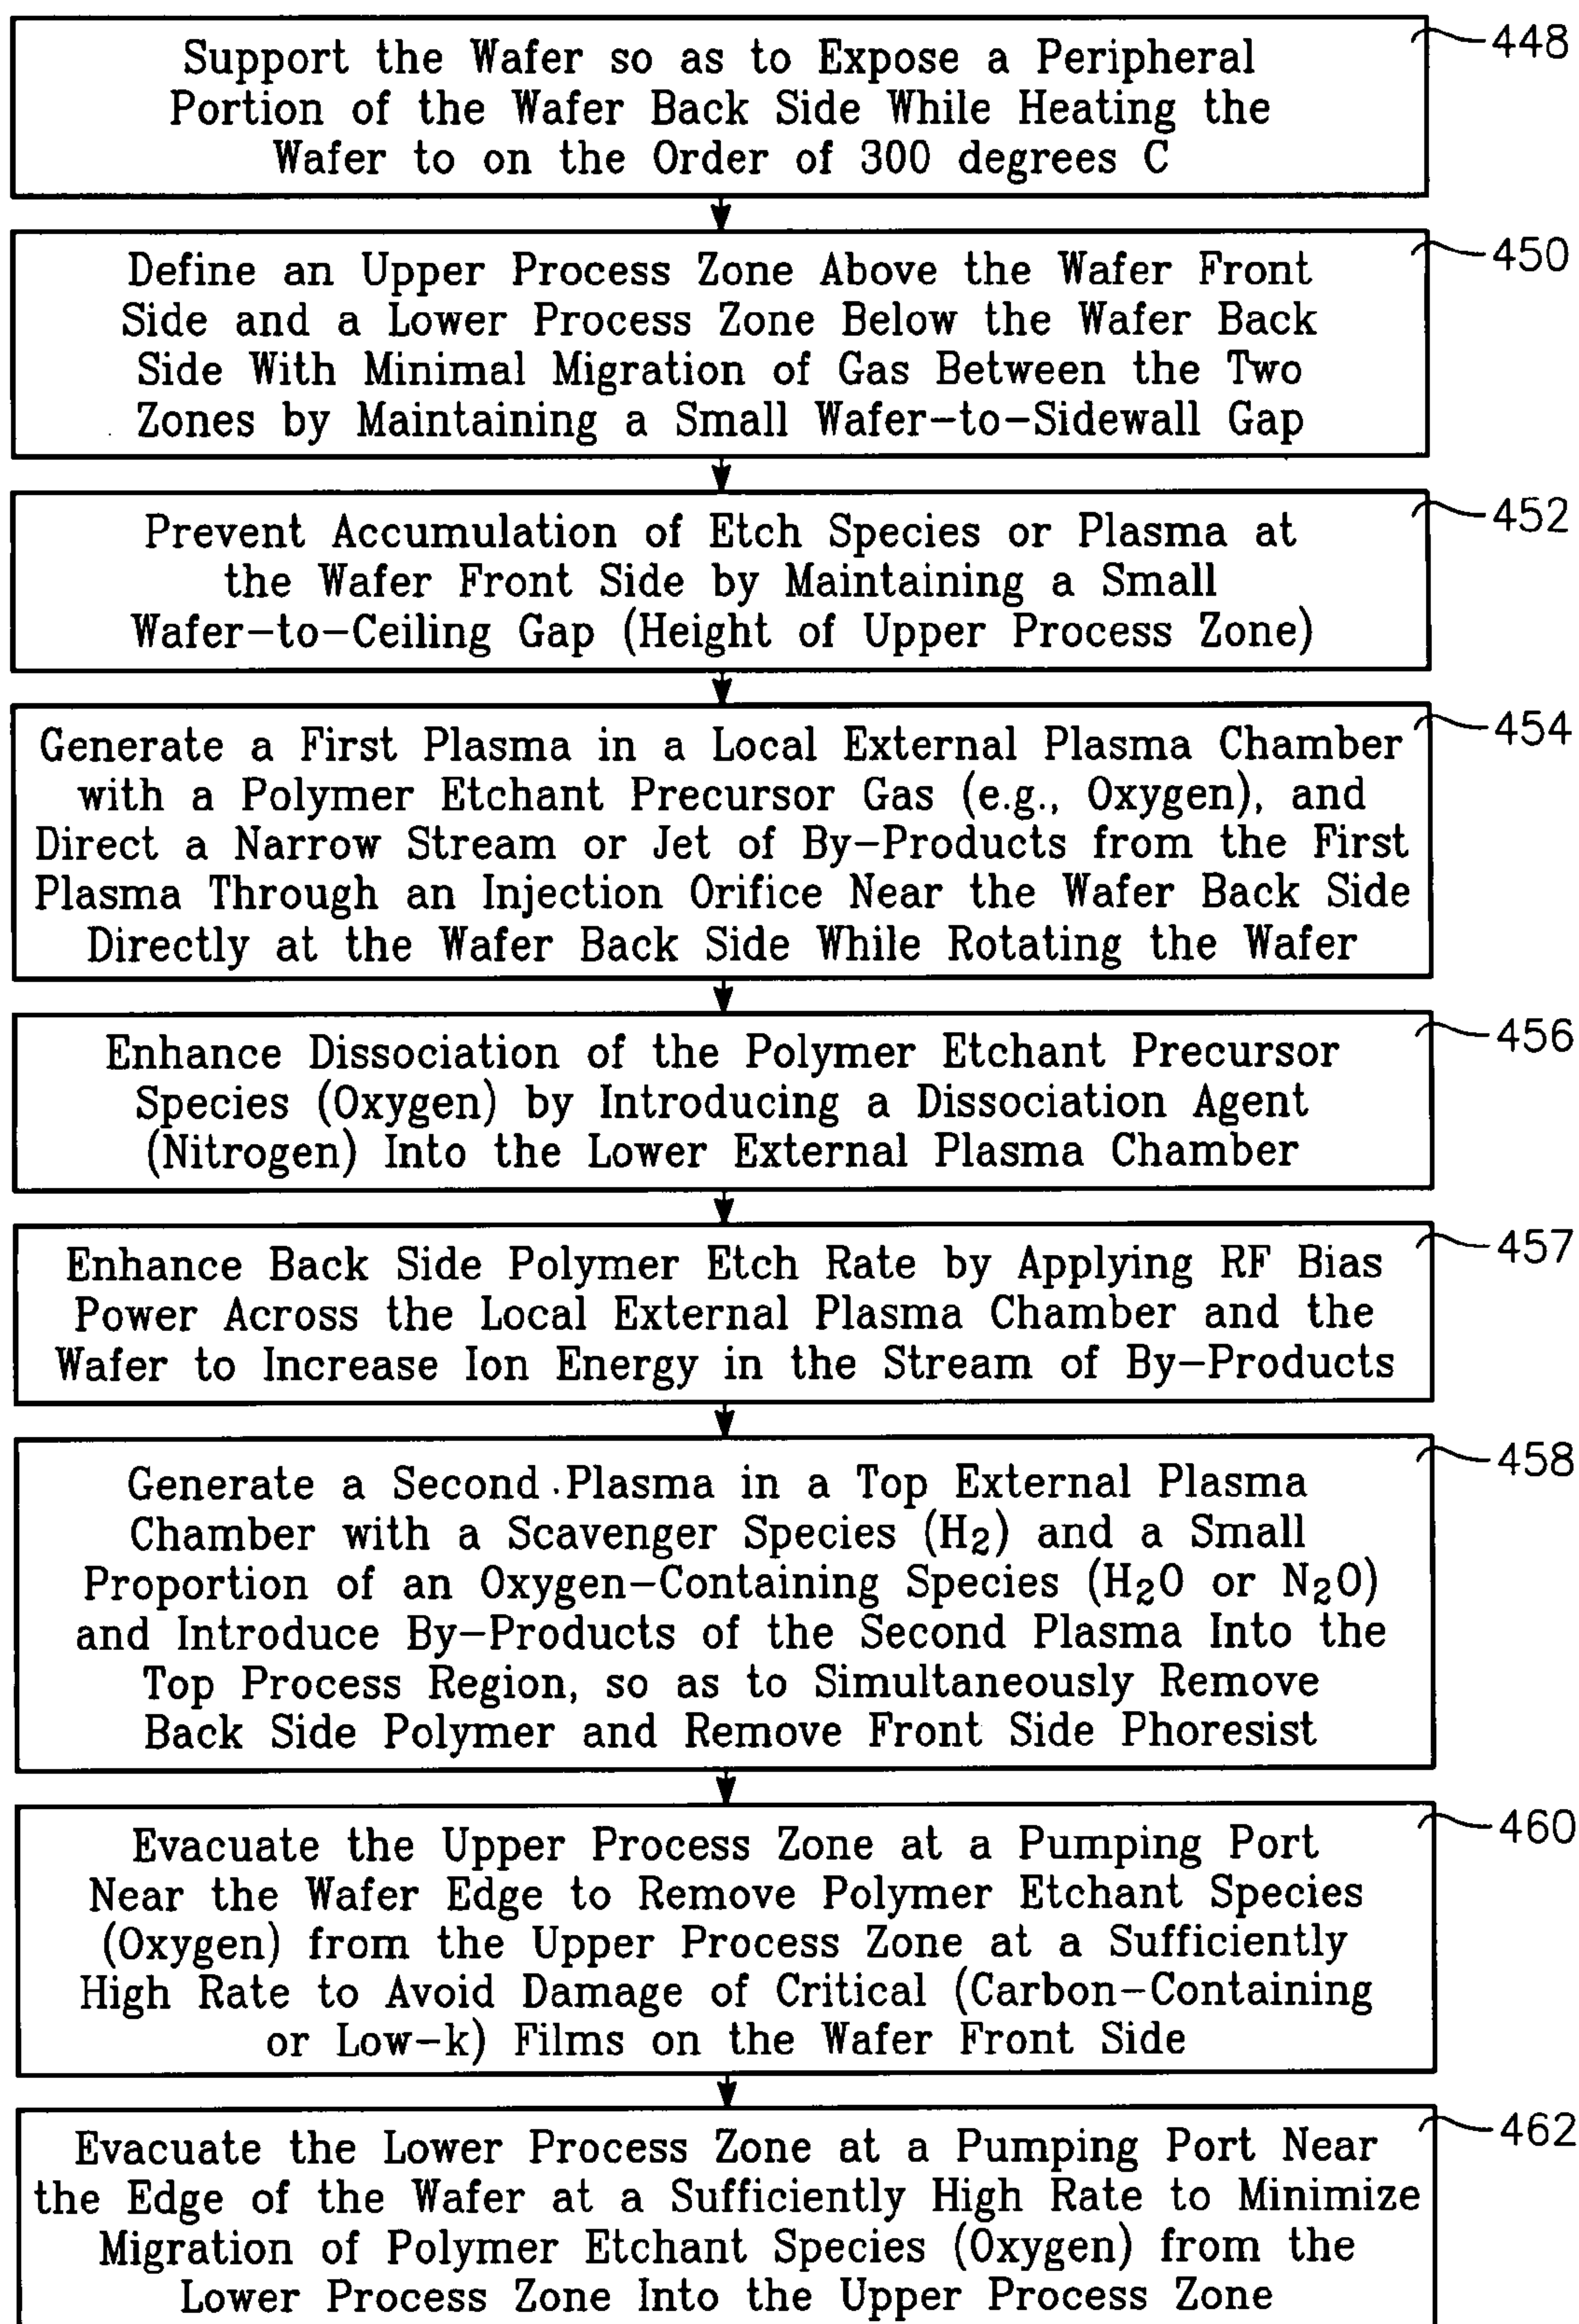 Support the Wafer so as to Expose a Peripheral
Portion of the Wafer Back Side While Heating the
Wafer to on the Order of 300 degrees C
448
Define an Upper Process Zone Above the Wafer Front
Side and a Lower Process Zone Below the Wafer Back
Side With Minimal Migration of Gas Between the Two
Zones by Maintaining a Small Wafer-to-Sidewall Gap
450
Prevent Accumulation of Etch Species or Plasma at
the Wafer Front Side by Maintaining a Small
Wafer-to-Ceiling Gap (Height of Upper Process Zone)
452
Generate a First Plasma in a Local External Plasma Chamber
with a Polymer Etchant Precursor Gas (e.g., Oxygen), and
Direct a Narrow Stream or Jet of By-Products from the First
Plasma Through an Injection Orifice Near the Wafer Back Side
Directly at the Wafer Back Side While Rotating the Wafer
454
Enhance Dissociation of the Polymer Etchant Precursor
Species (Oxygen) by Introducing a Dissociation Agent
(Nitrogen) Into the Lower External Plasma Chamber
456
Enhance Back Side Polymer Etch Rate by Applying RF Bias
Power Across the Local External Plasma Chamber and the
Wafer to Increase Ion Energy in the Stream of By-Products
457
Generate a Second Plasma in a Top External Plasma
Chamber with a Scavenger Species (H2) and a Small
Proportion of an Oxygen-Containing Species (H2O or N2O)
and Introduce By-Products of the Second Plasma Into the
Top Process Region, so as to Simultaneously Remove
Back Side Polymer and Remove Front Side Phoresist
458
Evacuate the Upper Process Zone at a Pumping Port
Near the Wafer Edge to Remove Polymer Etchant Species
(Oxygen) from the Upper Process Zone at a Sufficiently
High Rate to Avoid Damage of Critical (Carbon-Containing
or Low-k) Films on the Wafer Front Side
460
Evacuate the Lower Process Zone at a Pumping Port Near
the Edge of the Wafer at a Sufficiently High Rate to Minimize
Migration of Polymer Etchant Species (Oxygen) from the
Lower Process Zone Into the Upper Process Zone
462